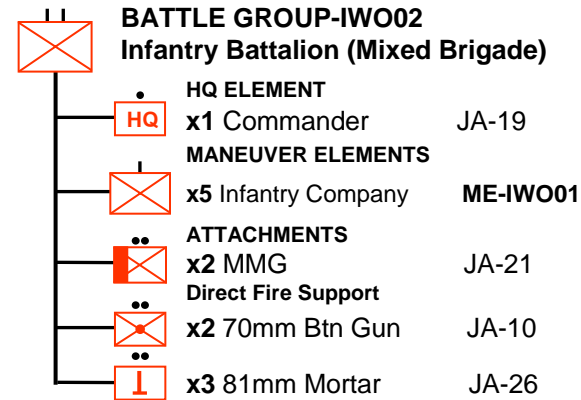 BATTLE GROUP-IWO02
Infantry Battalion (Mixed Brigade)
HQ ELEMENT
HQ x1 Commander JA-19
MANEUVER ELEMENTS
x5 Infantry Company ME-IWO01
ATTACHMENTS
x2 MMG JA-21
Direct Fire Support
x2 70mm Btn Gun JA-10
x3 81mm Mortar JA-26